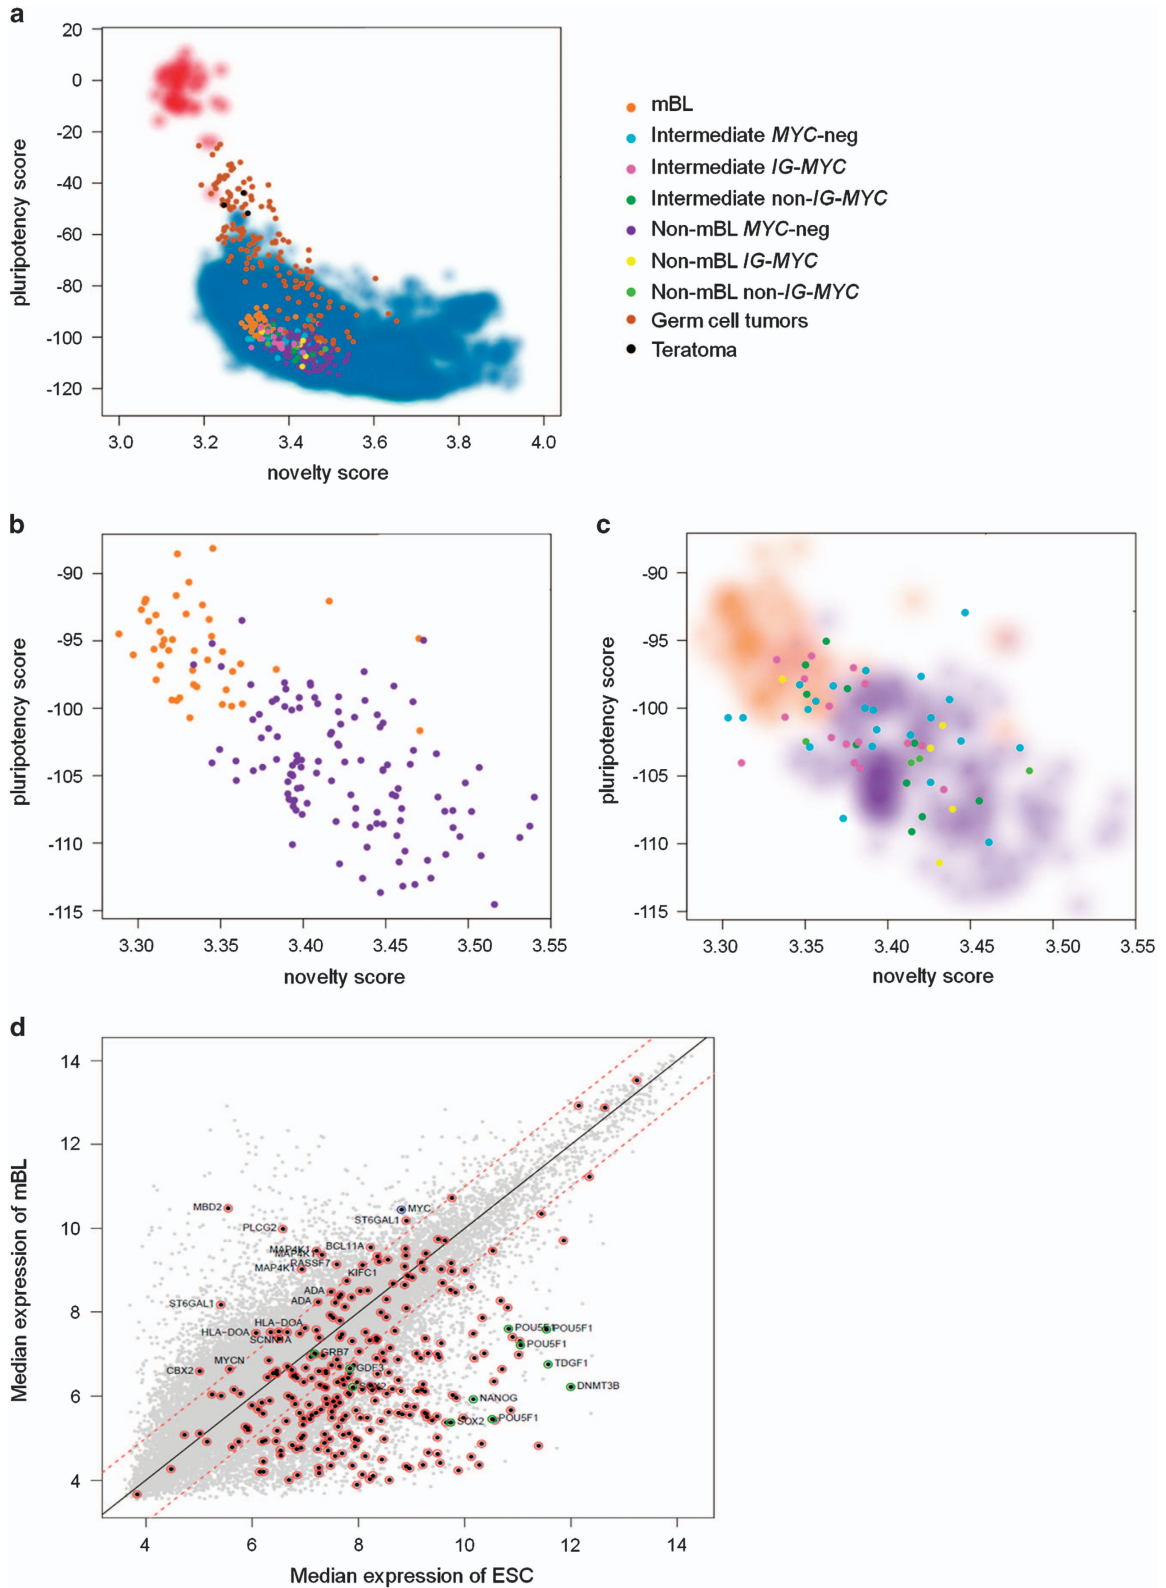 a
20
0
-20
-40
-60
-80
-100
-120
pluripotency score
3.0 3.2 3.4 3.6 3.8 4.0
novelty score
mBL
Intermediate MYC-neg
Intermediate IG-MYC
Intermediate non-IG-MYC
Non-mBL MYC-neg
Non-mBL IG-MYC
Non-mBL non-IG-MYC
Germ cell tumors
Teratoma
b
-90
-95
-100
-105
-110
-115
pluripotency score
3.30 3.35 3.40 3.45 3.50 3.55
novelty score
c
-90
-95
-100
-105
-110
-115
pluripotency score
3.30 3.35 3.40 3.45 3.50 3.55
novelty score
d
14
12
10
8
6
4
Median expression of mBL
MBD2
MYC
ST6GAL1
PLCG2
BCL11A
MAP4K1
MAP4K1
RASSF7
MAP4K1
KIFC1
ADA
ADA
ST6GAL1
HLA-DOA
HLA-DOA
SCNN1A
POU5F1
POU5F1
POU5F1
GRB7
MYCN
CBX2
GDF3
TDGF1
DNMT3B
NANOG
SOX2
POU5F1
4 6 8 10 12 14
Median expression of ESC